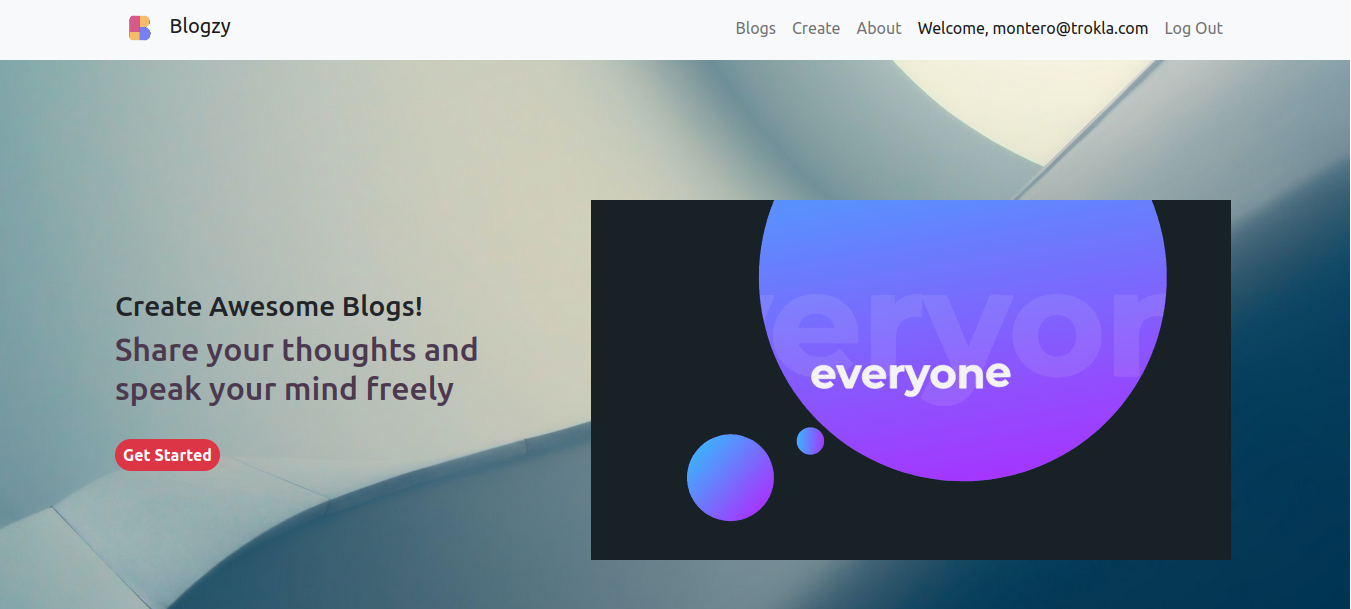 Blogzy
Blogs Create About Welcome, montero@trokla.com Log Out
Create Awesome Blogs!
Share your thoughts and
speak your mind freely
Get Started
everyor
everyone